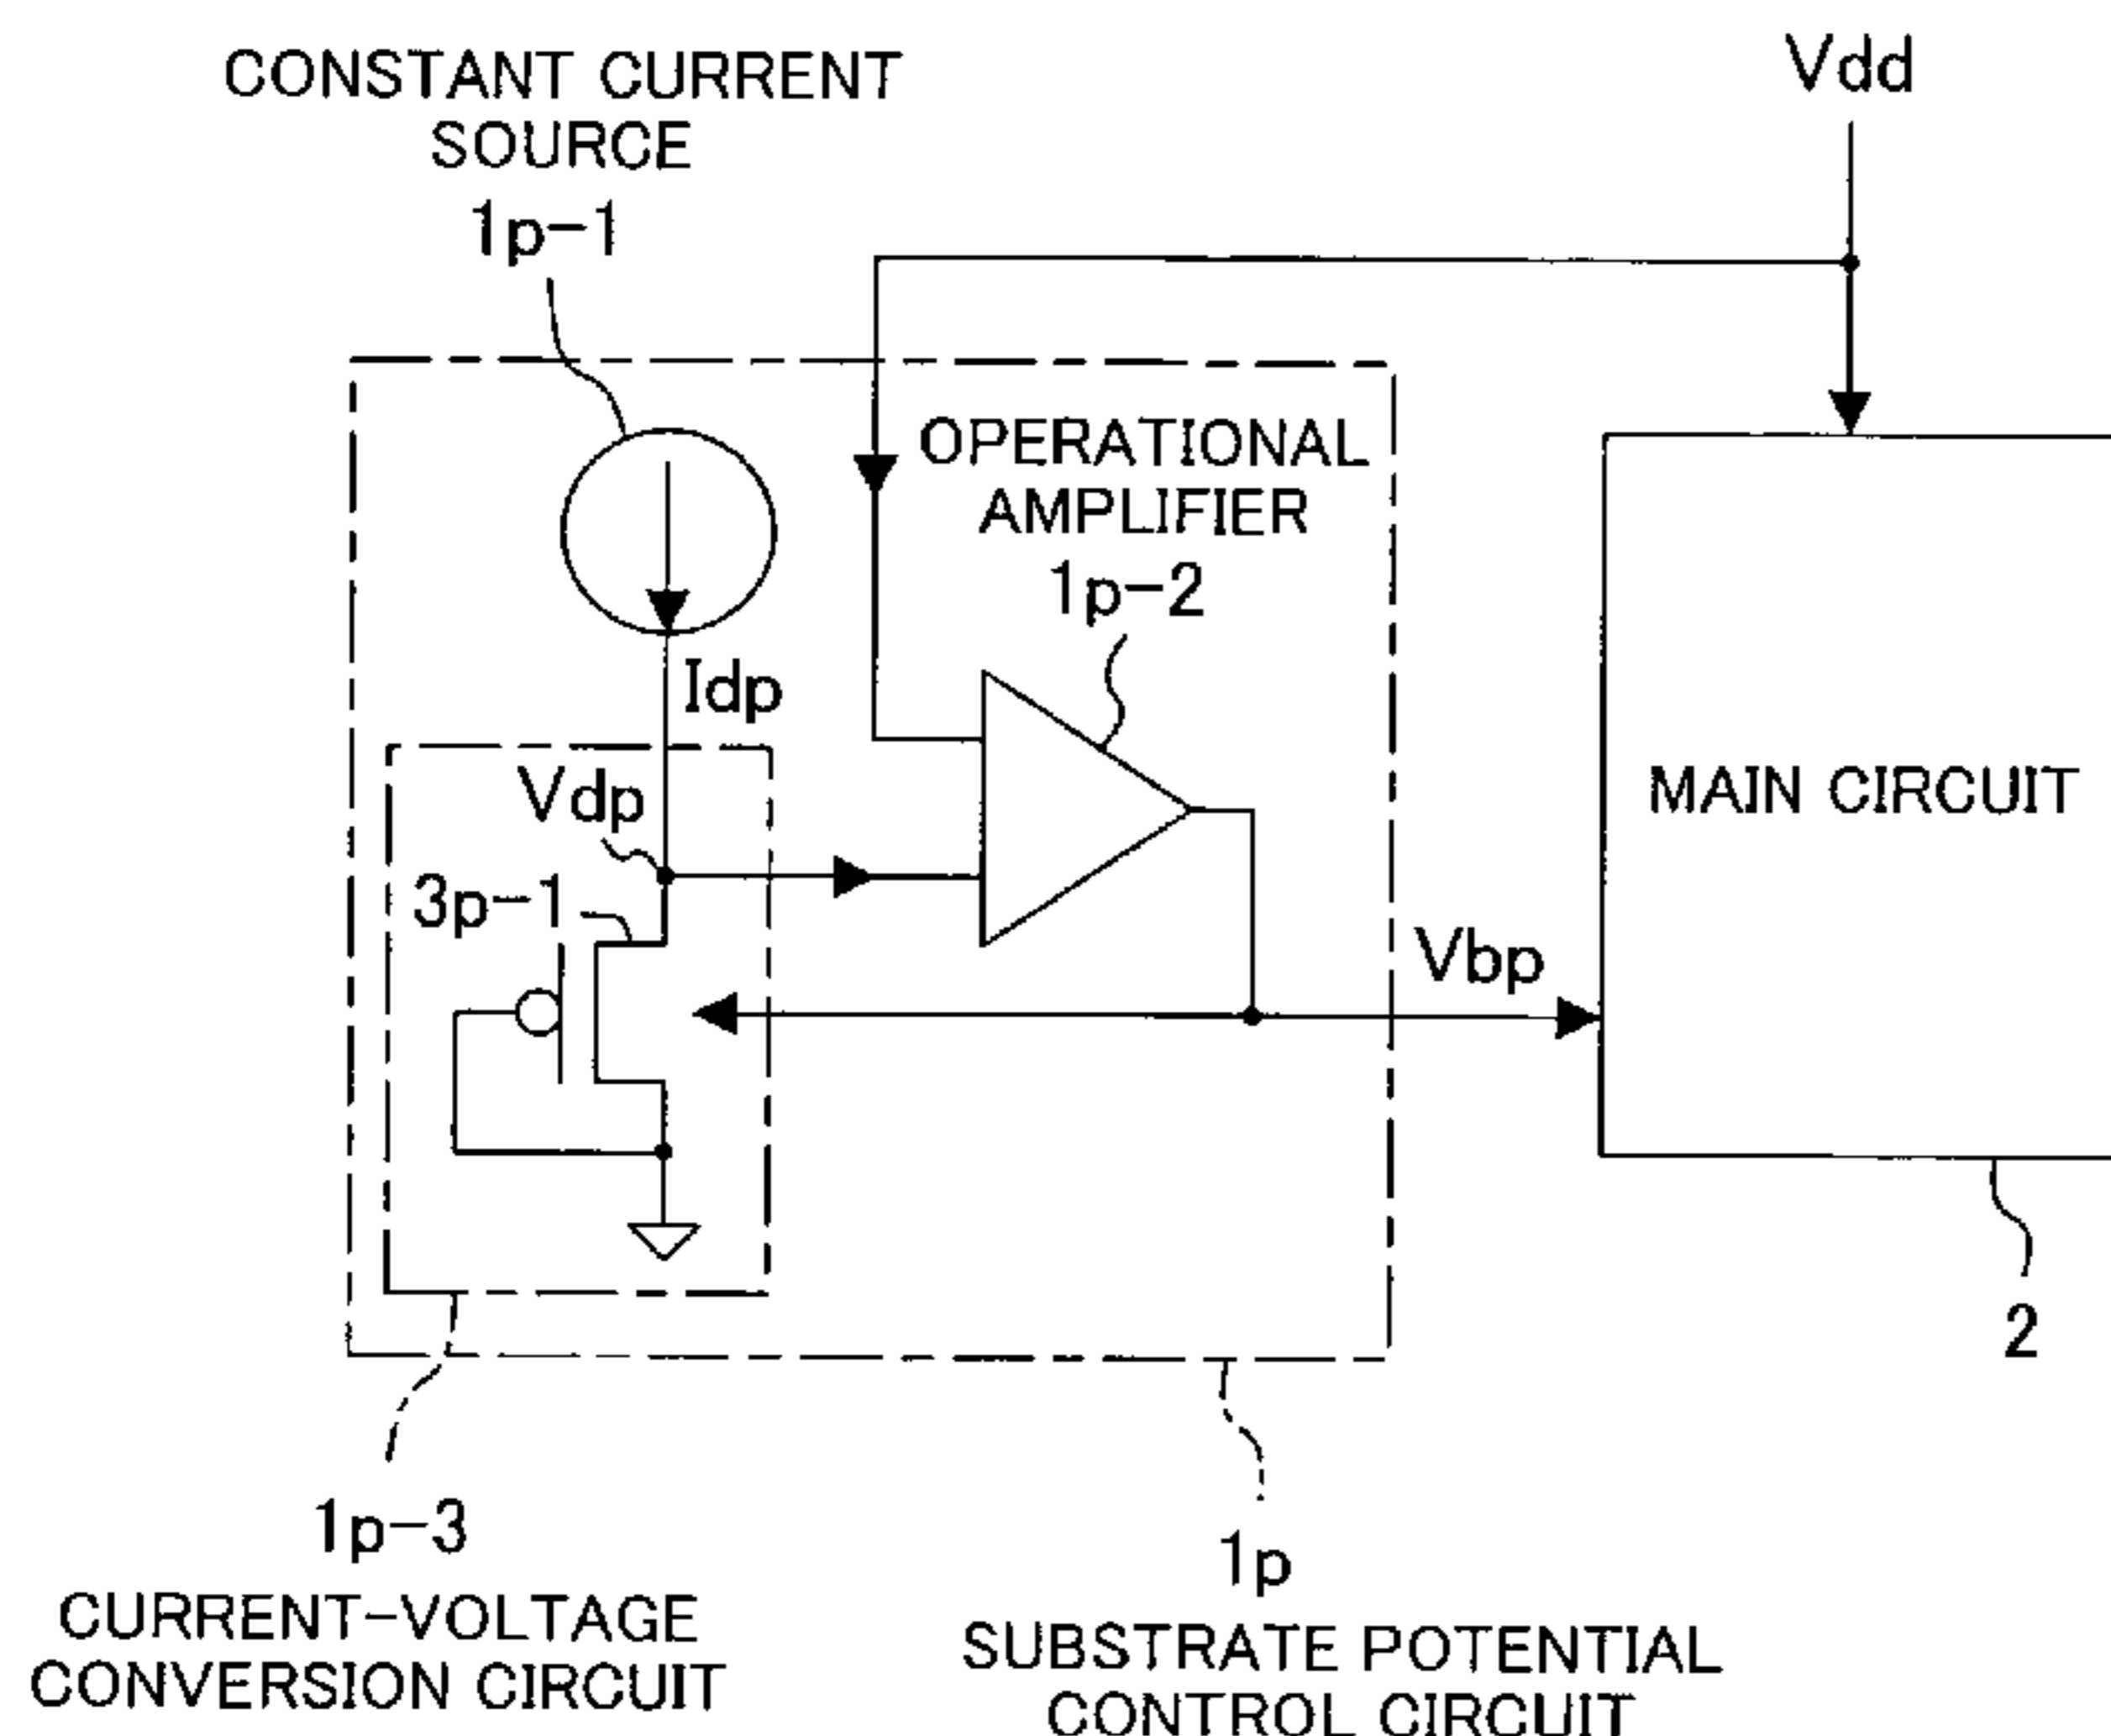 CONSTANT CURRENT
SOURCE
1p-1
Vdd
OPERATIONAL
AMPLIFIER
1p-2
Idp
Vdp
3p-1
MAIN CIRCUIT
Vbp
2
1p-3
CURRENT-VOLTAGE
CONVERSION CIRCUIT
1p
SUBSTRATE POTENTIAL
CONTROL CIRCUIT